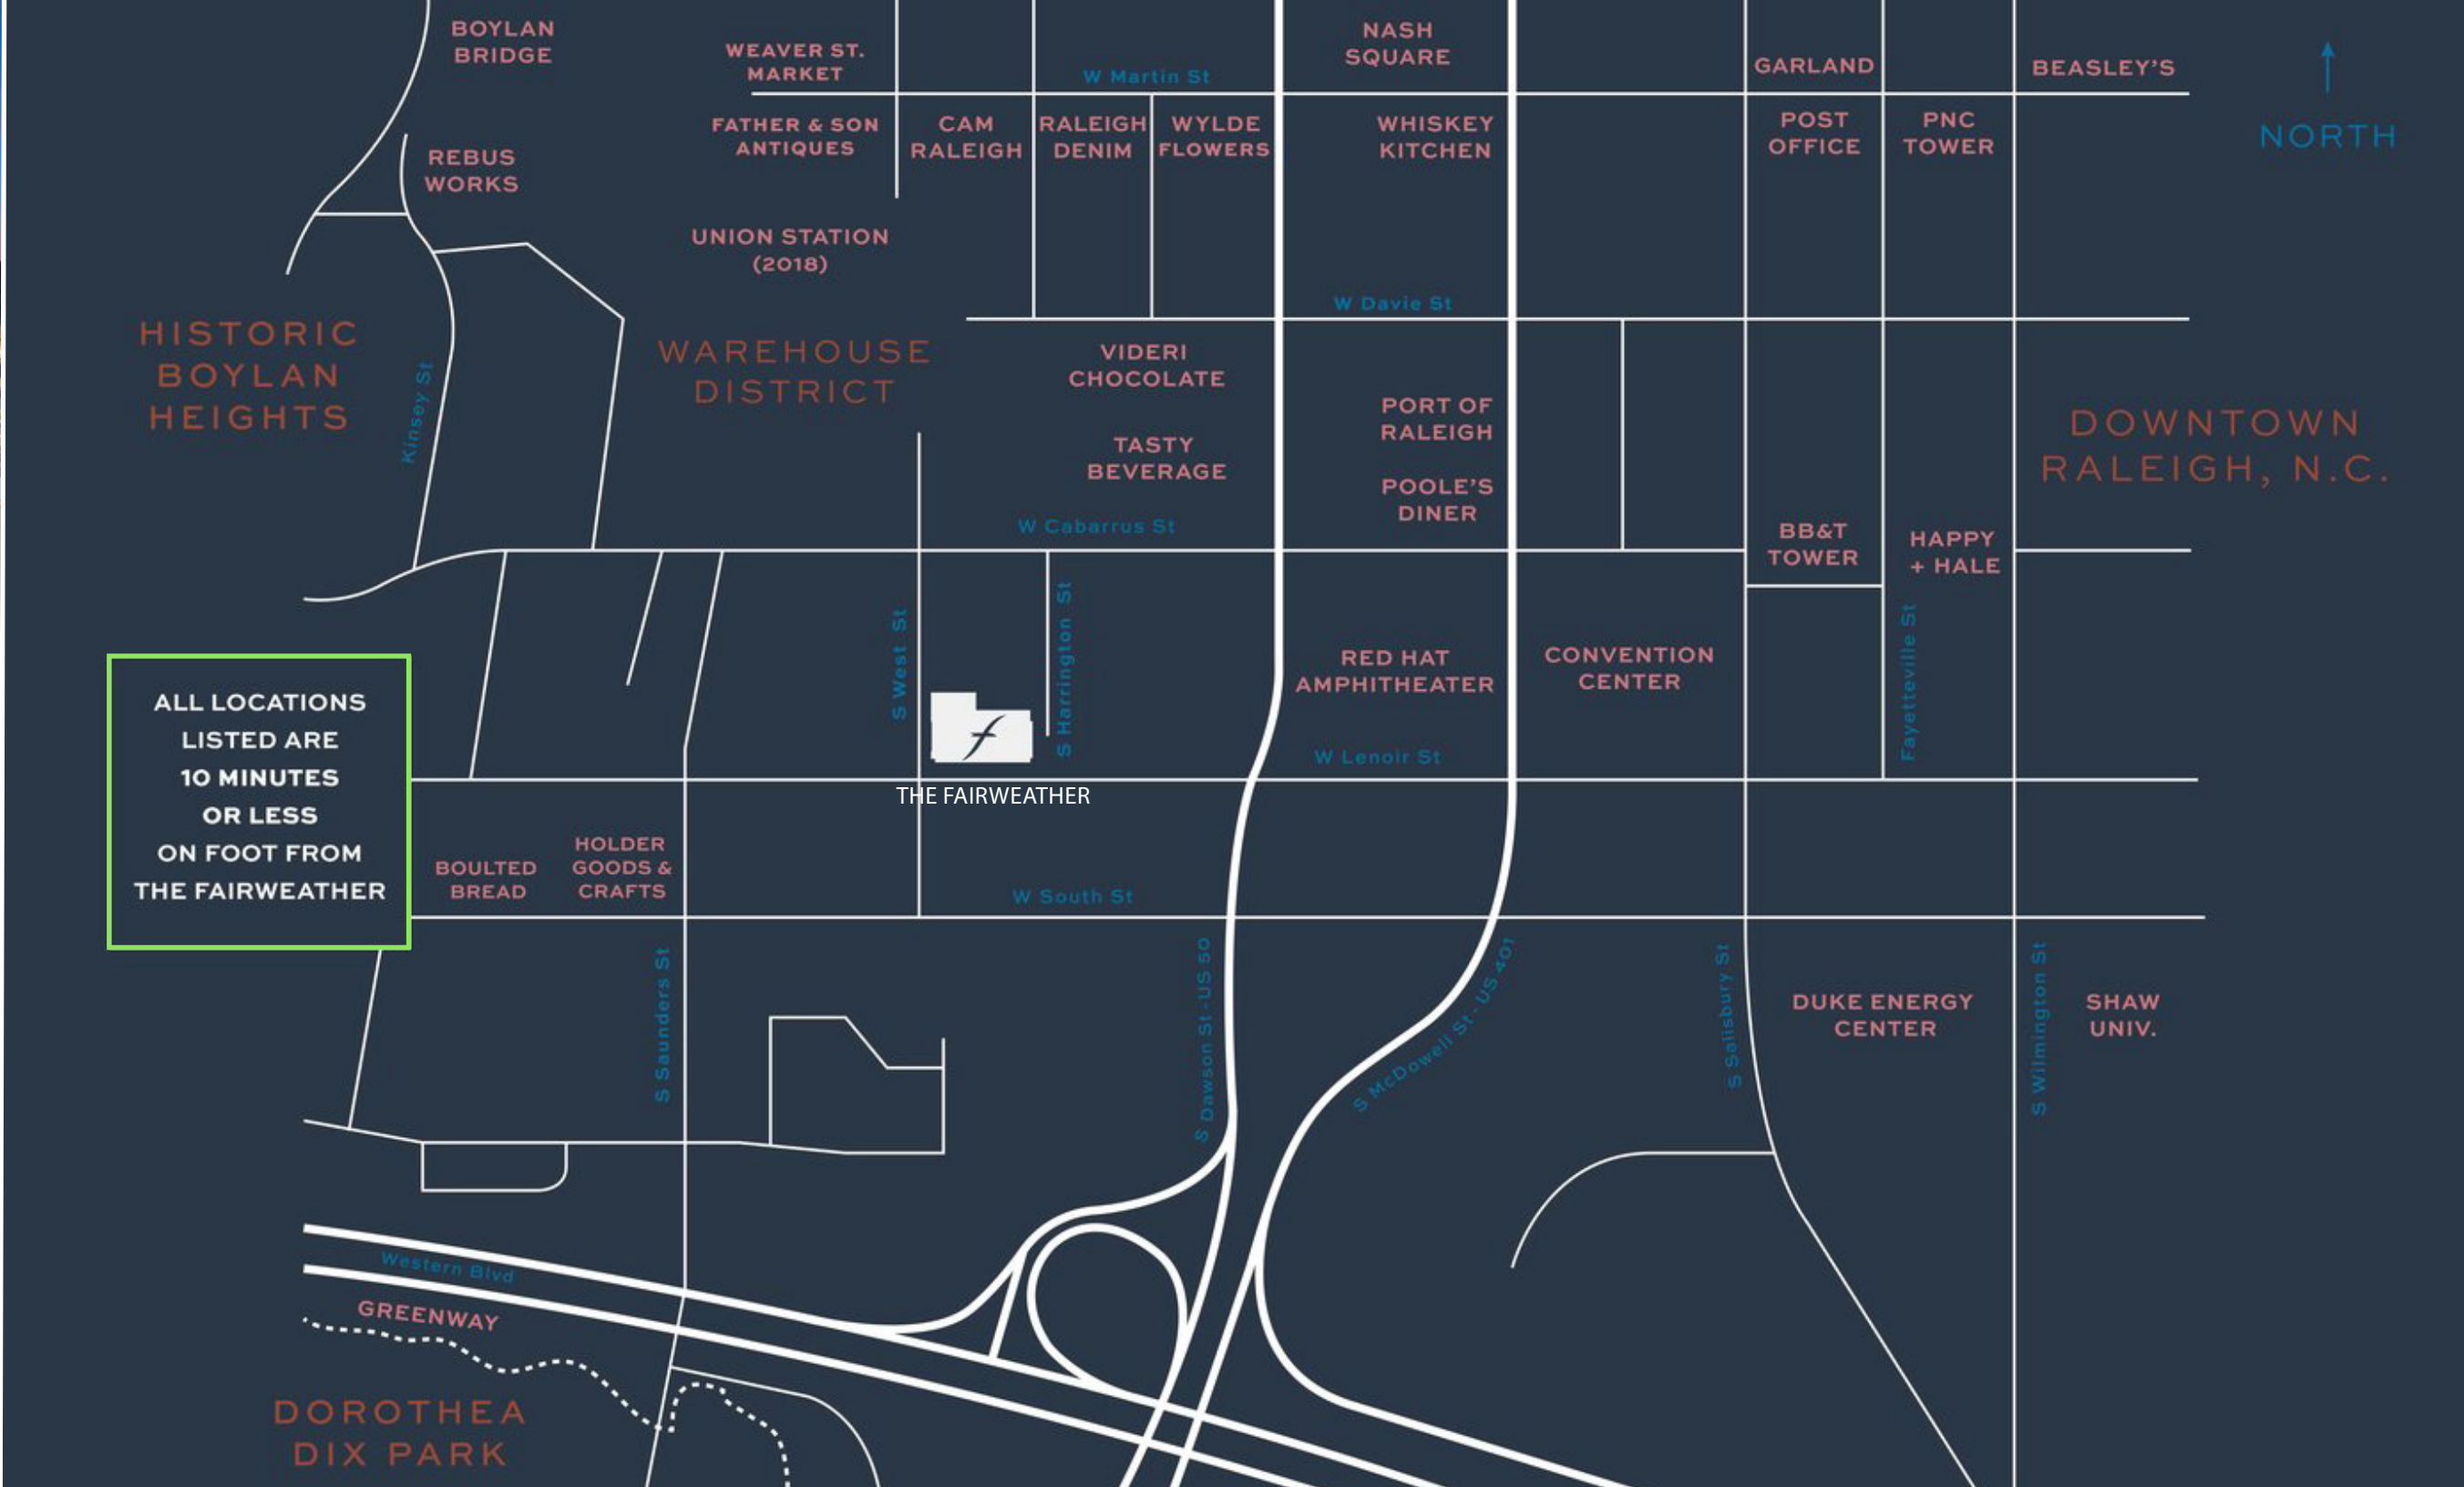 BOYLAN
BRIDGE
WEAVER ST.
MARKET
W Martin St
NASH
SQUARE
GARLAND
BEASLEY'S
NORTH
REBUS
WORKS
FATHER & SON
ANTIQUES
CAM
RALEIGH
RALEIGH
DENIM
WYLDE
FLOWERS
WHISKEY
KITCHEN
POST
OFFICE
PNC
TOWER
UNION STATION
(2018)
W Davie St
HISTORIC
BOYLAN
HEIGHTS
Kinsey St
WAREHOUSE
DISTRICT
VIDERI
CHOCOLATE
TASTY
BEVERAGE
PORT OF
RALEIGH
POOLE'S
DINER
DOWNTOWN
RALEIGH, N.C.
W Cabarrus St
BB&T
TOWER
HAPPY
+ HALE
S West St
S Harrington St
RED HAT
AMPHITHEATER
CONVENTION
CENTER
Fayetteville St
W Lenoir St
f
THE FAIRWEATHER
ALL LOCATIONS
LISTED ARE
10 MINUTES
OR LESS
ON FOOT FROM
THE FAIRWEATHER
BOULTED
BREAD
HOLDER
GOODS &
CRAFTS
W South St
S Saunders St
S Dawson St - US 50
S McDowell St - US 401
S Salisbury St
DUKE ENERGY
CENTER
S Wilmington St
SHAW
UNIV.
Western Blvd
GREENWAY
DOROTHEA
DIX PARK